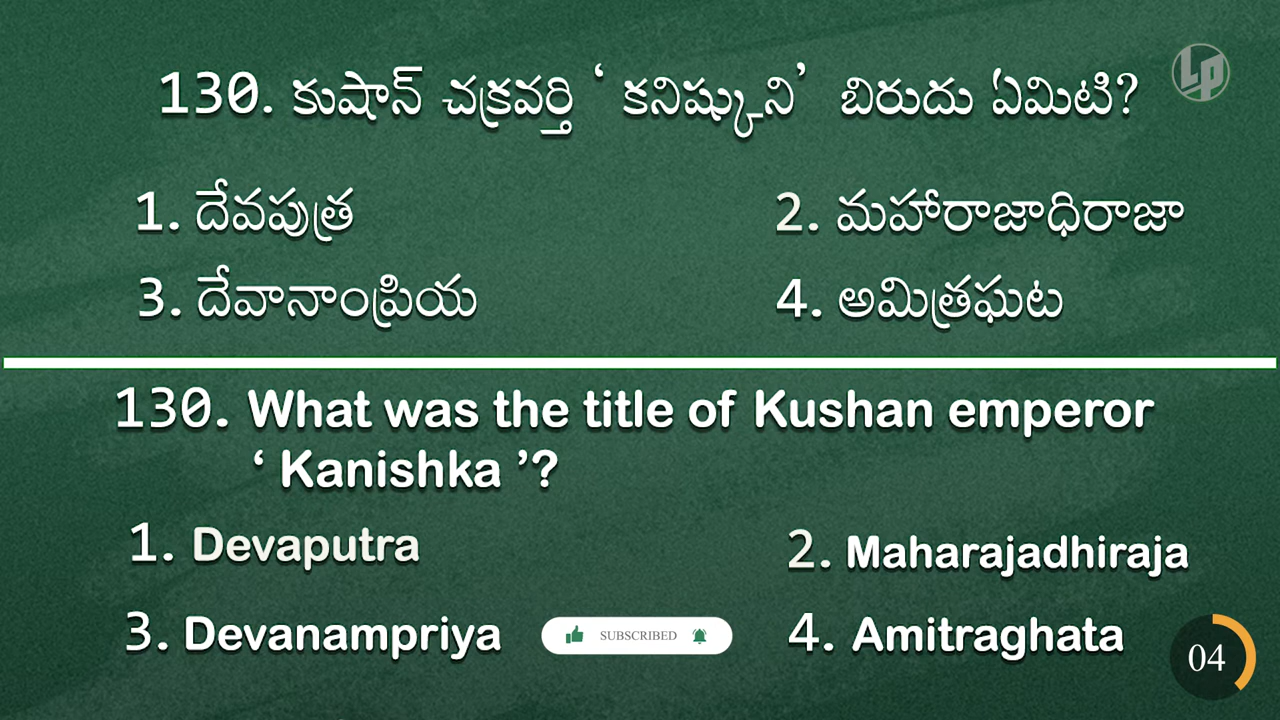 LP
130. కుషాన్ చక్రవర్తి ‘ కనిష్కుని’ బిరుదు ఏమిటి?
1. దేవపుత్ర 2. మహారాజాధిరాజా
3. దేవానాంప్రియ 4. అమిత్రఘట
130. What was the title of Kushan emperor
‘ Kanishka ’?
1. Devaputra 2. Maharajadhiraja
3. Devanampriya SUBSCRIBED 4. Amitraghata
04